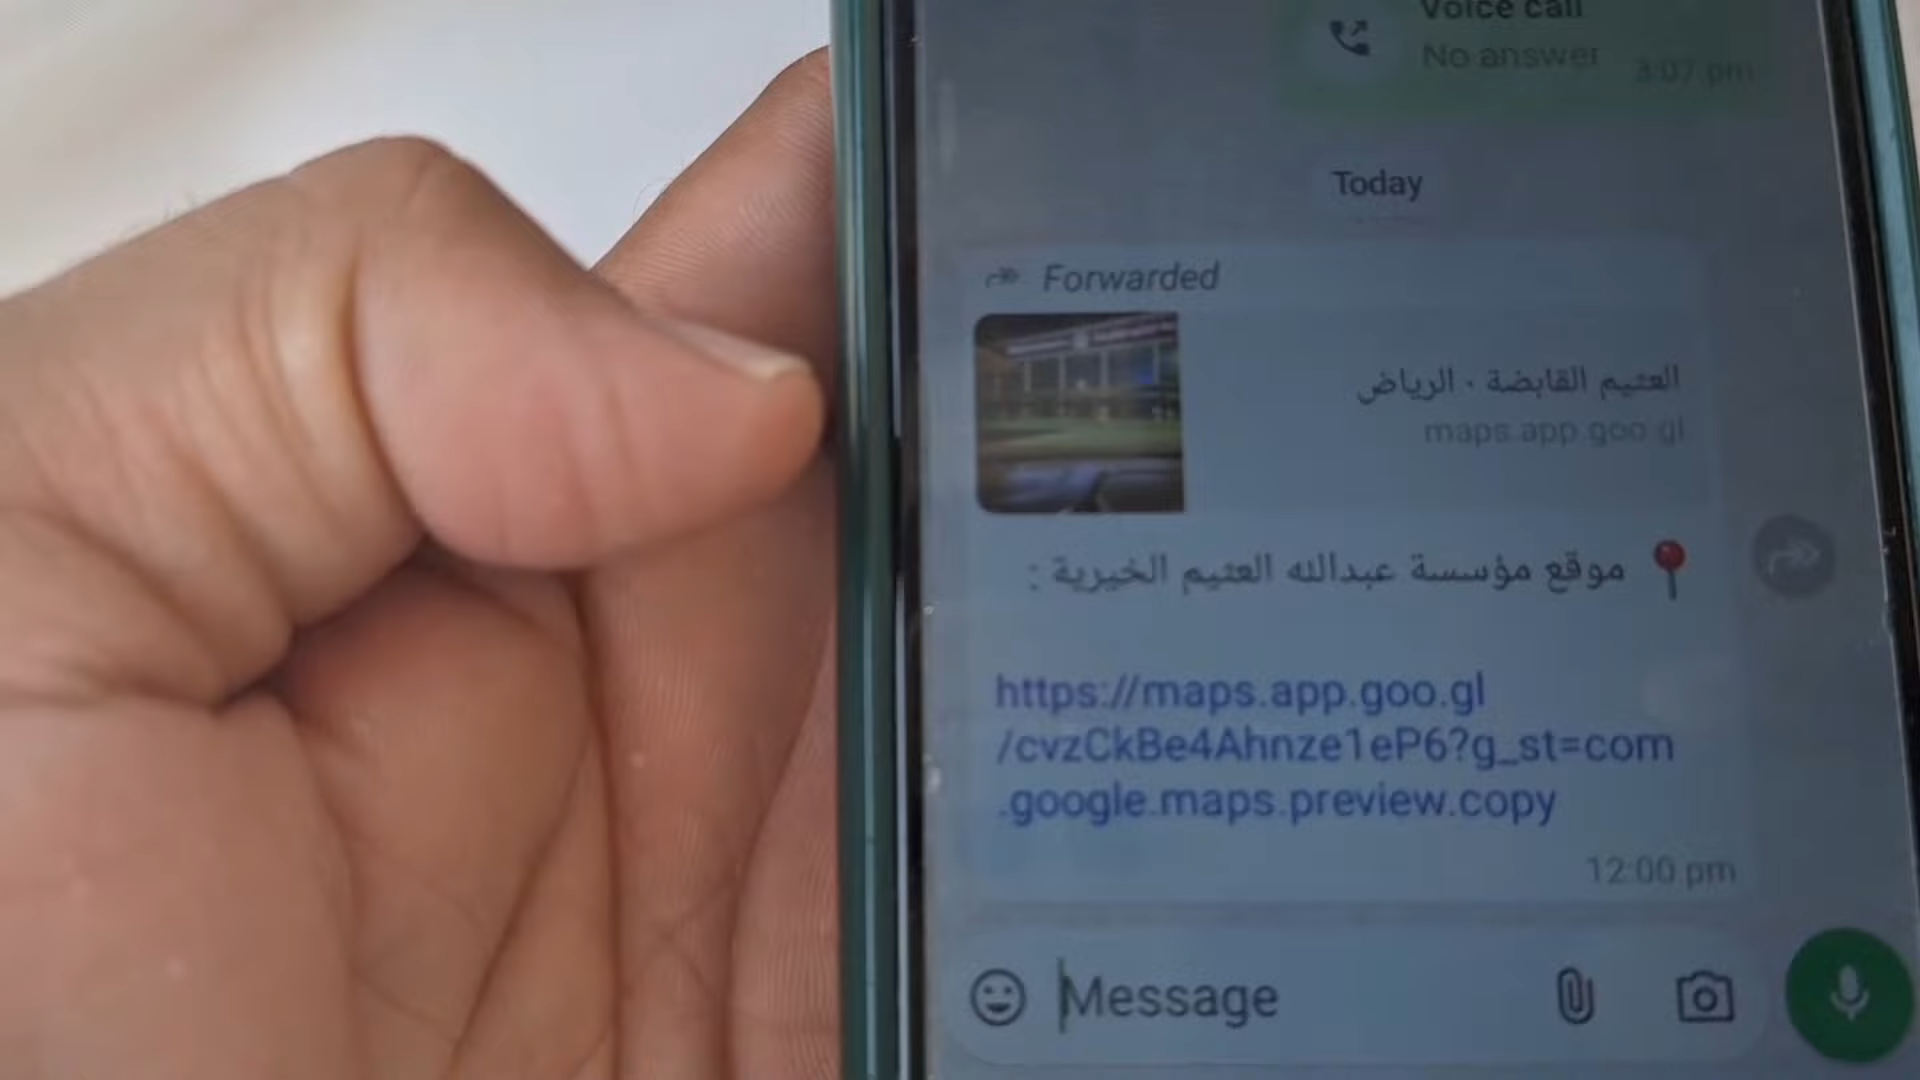 Voice call
No answer
3:07 pm
Today
Forwarded
العثيم القابضة · الرياض
maps.app.goo.gl
موقع مؤسسة عبدالله العثيم الخيرية :
https://maps.app.goo.gl
/cvzCkBe4Ahnze1eP6?g_st=com
.google.maps.preview.copy
12:00 pm
Message